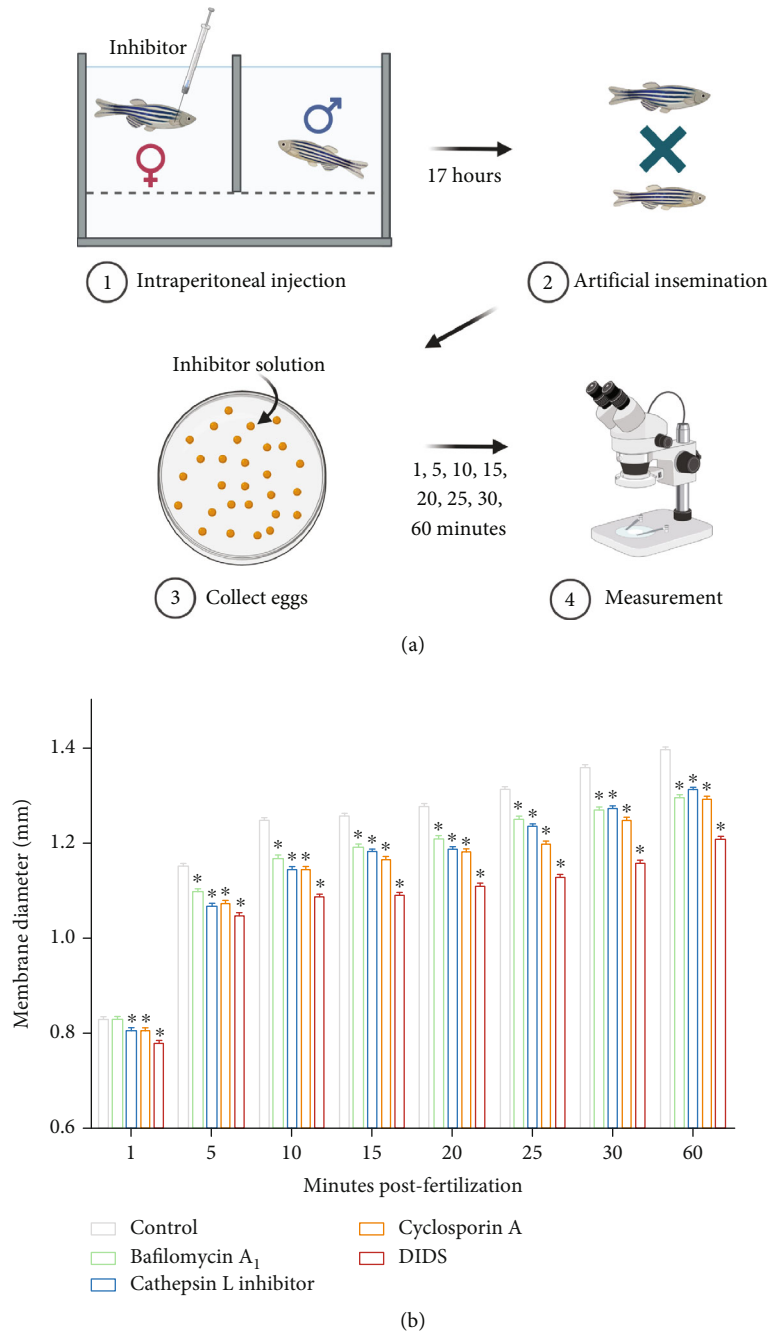 Inhibitor
17 hours
1 Intraperitoneal injection
2 Artificial insemination
Inhibitor solution
1, 5, 10, 15,
20, 25, 30,
60 minutes
3 Collect eggs
4 Measurement
(a)
Membrane diameter (mm)
1.4
1.2
1.0
0.8
0.6
* * *
* * * *
* * * *
* * * *
* * * *
* * * *
* * * *
* * * *
1 5 10 15 20 25 30 60
Minutes post-fertilization
Control
Bafilomycin A1
Cathepsin L inhibitor
Cyclosporin A
DIDS
(b)